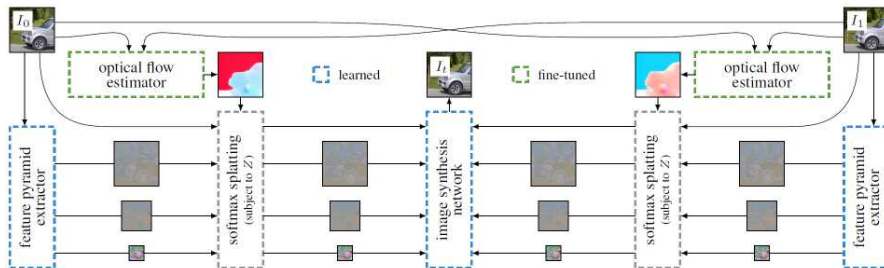 I0
I1
optical flow
estimator
It
learned
fine-tuned
optical flow
estimator
feature pyramid
extractor
softmax splatting
(subject to Z)
image synthesis
network
softmax splatting
(subject to Z)
feature pyramid
extractor